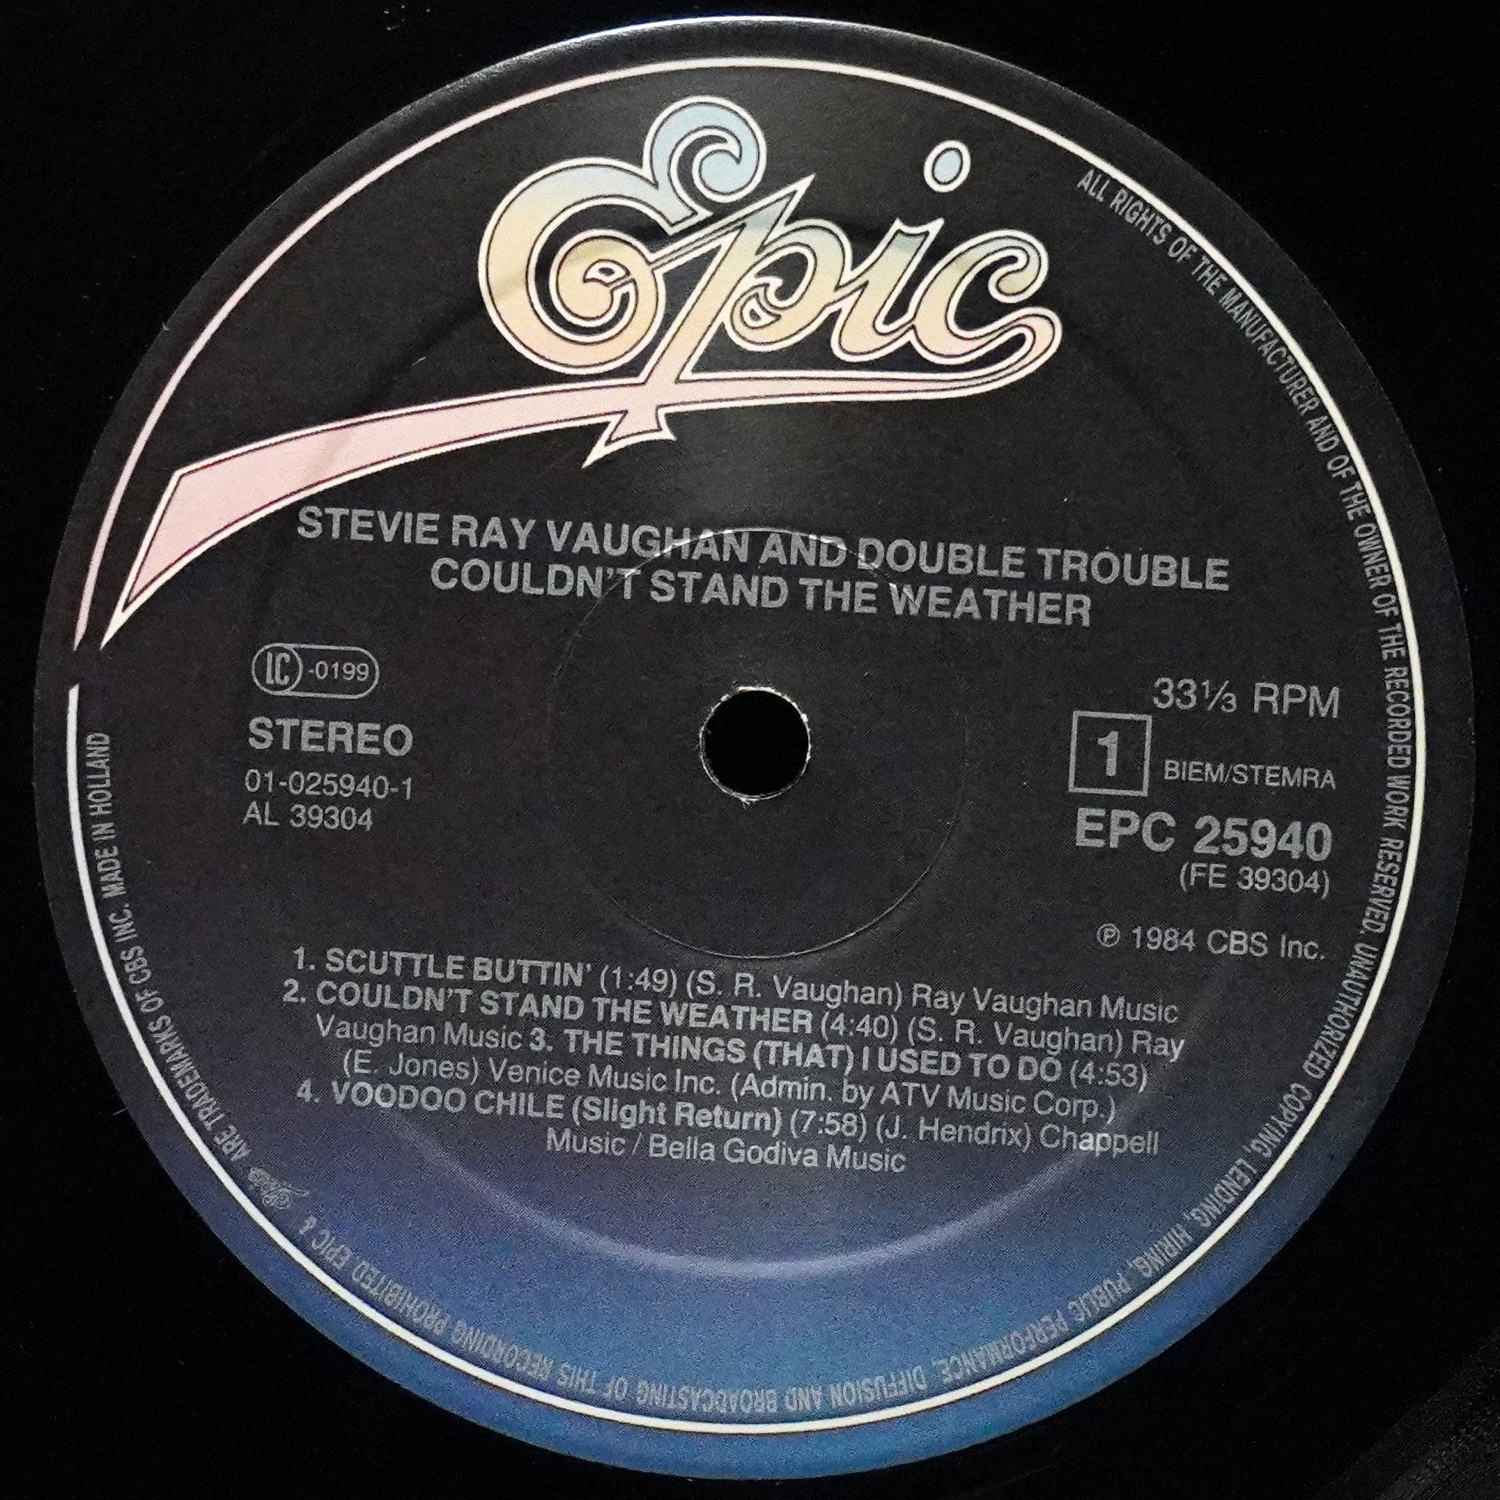 Epic
STEVIE RAY VAUGHAN AND DOUBLE TROUBLE
COULDN'T STAND THE WEATHER
LC -0199
STEREO
01-025940-1
AL 39304
33⅓ RPM
1 BIEM/STEMRA
EPC 25940
(FE 39304)
℗ 1984 CBS Inc.
1. SCUTTLE BUTTIN' (1:49) (S. R. Vaughan) Ray Vaughan Music
2. COULDN'T STAND THE WEATHER (4:40) (S. R. Vaughan) Ray
Vaughan Music 3. THE THINGS (THAT) I USED TO DO (4:53)
(E. Jones) Venice Music Inc. (Admin. by ATV Music Corp.)
4. VOODOO CHILE (Slight Return) (7:58) (J. Hendrix) Chappell
Music / Bella Godiva Music
ALL RIGHTS OF THE MANUFACTURER AND OF THE OWNER OF THE RECORDED WORK RESERVED. UNAUTHORIZED COPYING, LENDING, HIRING, PUBLIC PERFORMANCE, DIFFUSION AND BROADCASTING OF THIS RECORDING PROHIBITED. EPIC & Epic ARE TRADEMARKS OF CBS INC. MADE IN HOLLAND